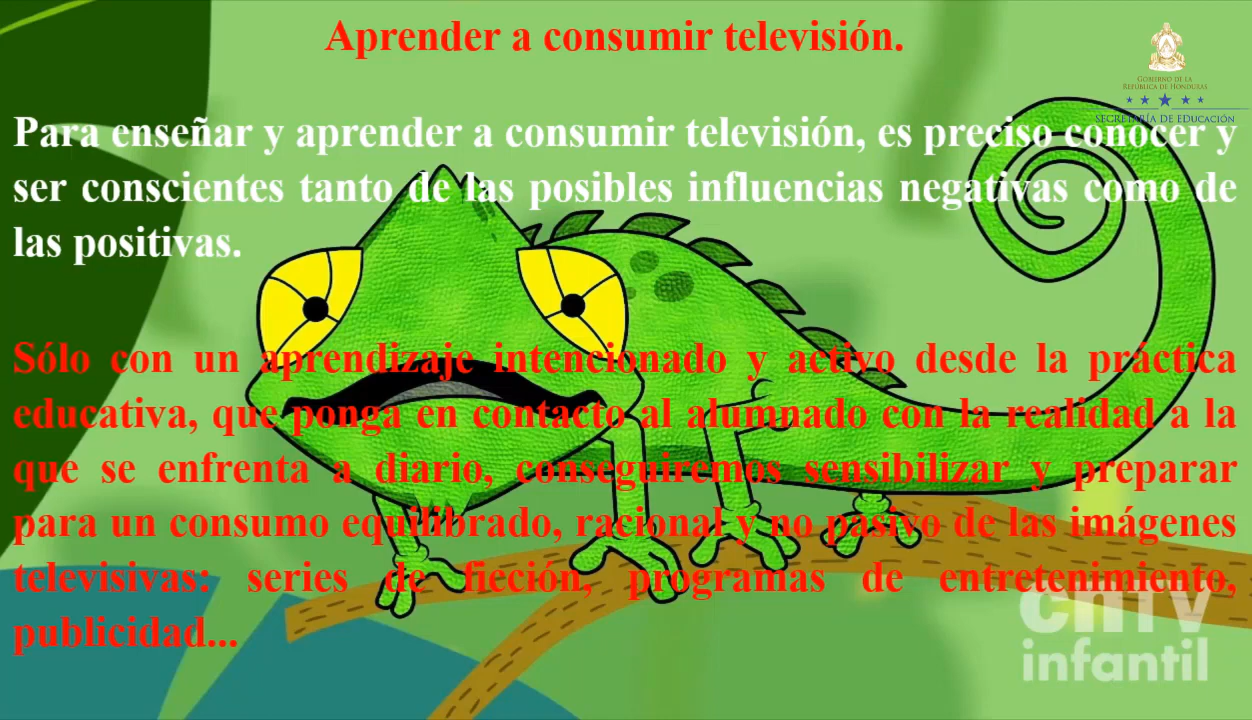 Aprender a consumir televisión.
GOBIERNO DE LA
REPÚBLICA DE HONDURAS
SECRETARÍA DE EDUCACIÓN
Para enseñar y aprender a consumir televisión, es preciso conocer y
ser conscientes tanto de las posibles influencias negativas como de
las positivas.
Sólo con un aprendizaje intencionado y activo desde la práctica
educativa, que ponga en contacto al alumnado con la realidad a la
que se enfrenta a diario, conseguiremos sensibilizar y preparar
para un consumo equilibrado, racional y no pasivo de las imágenes
televisivas: series de ficción, programas de entretenimiento,
publicidad...
cntv
infantil